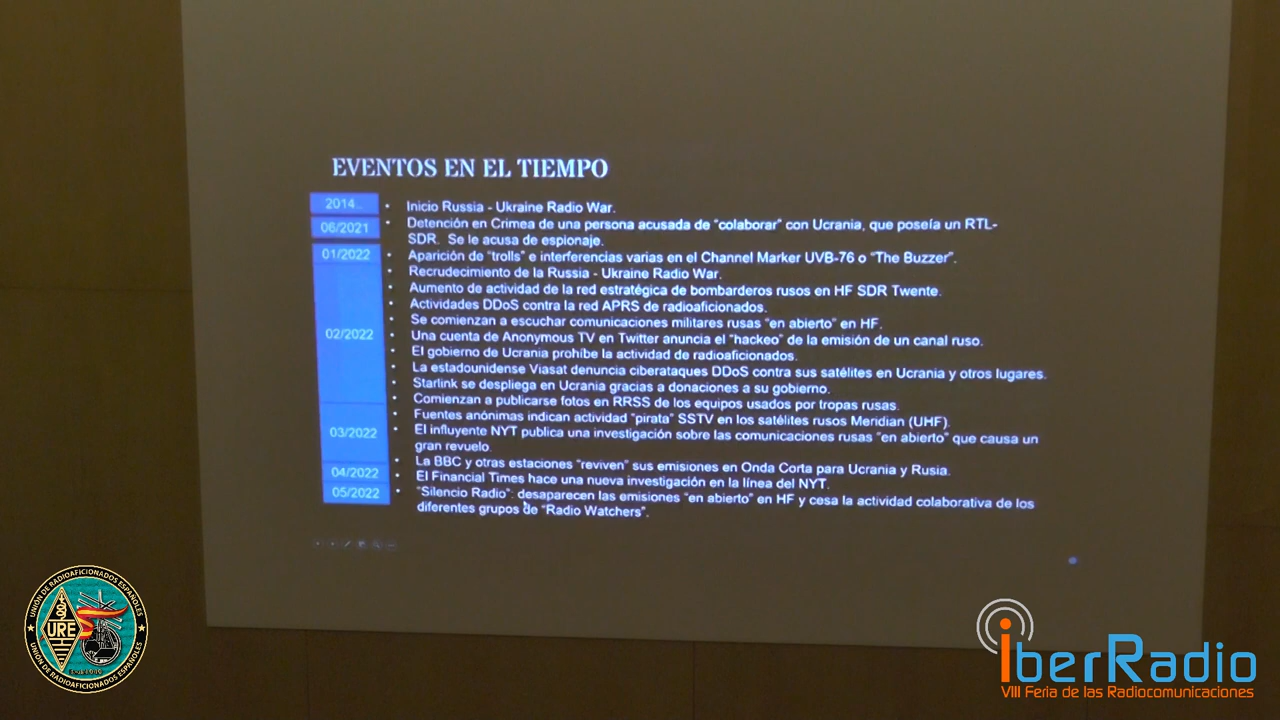 EVENTOS EN EL TIEMPO
2014..
• Inicio Russia - Ukraine Radio War.
06/2021
• Detención en Crimea de una persona acusada de "colaborar" con Ucrania, que poseía un RTL-
SDR. Se le acusa de espionaje.
01/2022
• Aparición de "trolls" e interferencias varias en el Channel Marker UVB-76 o "The Buzzer".
• Recrudecimiento de la Russia - Ukraine Radio War.
• Aumento de actividad de la red estratégica de bombarderos rusos en HF SDR Twente.
• Actividades DDoS contra la red APRS de radioaficionados.
• Se comienzan a escuchar comunicaciones militares rusas "en abierto" en HF.
02/2022
• Una cuenta de Anonymous TV en Twitter anuncia el "hackeo" de la emisión de un canal ruso.
• El gobierno de Ucrania prohíbe la actividad de radioaficionados.
• La estadounidense Viasat denuncia ciberataques DDoS contra sus satélites en Ucrania y otros lugares.
• Starlink se despliega en Ucrania gracias a donaciones a su gobierno.
• Comienzan a publicarse fotos en RRSS de los equipos usados por tropas rusas.
• Fuentes anónimas indican actividad "pirata" SSTV en los satélites rusos Meridian (UHF).
03/2022
• El influyente NYT publica una investigación sobre las comunicaciones rusas "en abierto" que causa un
gran revuelo.
• La BBC y otras estaciones "reviven" sus emisiones en Onda Corta para Ucrania y Rusia.
04/2022
• El Financial Times hace una nueva investigación en la línea del NYT.
05/2022
• "Silencio Radio": desaparecen las emisiones "en abierto" en HF y cesa la actividad colaborativa de los
diferentes grupos de "Radio Watchers".
UNIÓN DE RADIOAFICIONADOS ESPAÑOLES
URE
UNIÓN DE RADIOAFICIONADOS ESPAÑOLES
IberRadio
VIII Feria de las Radiocomunicaciones